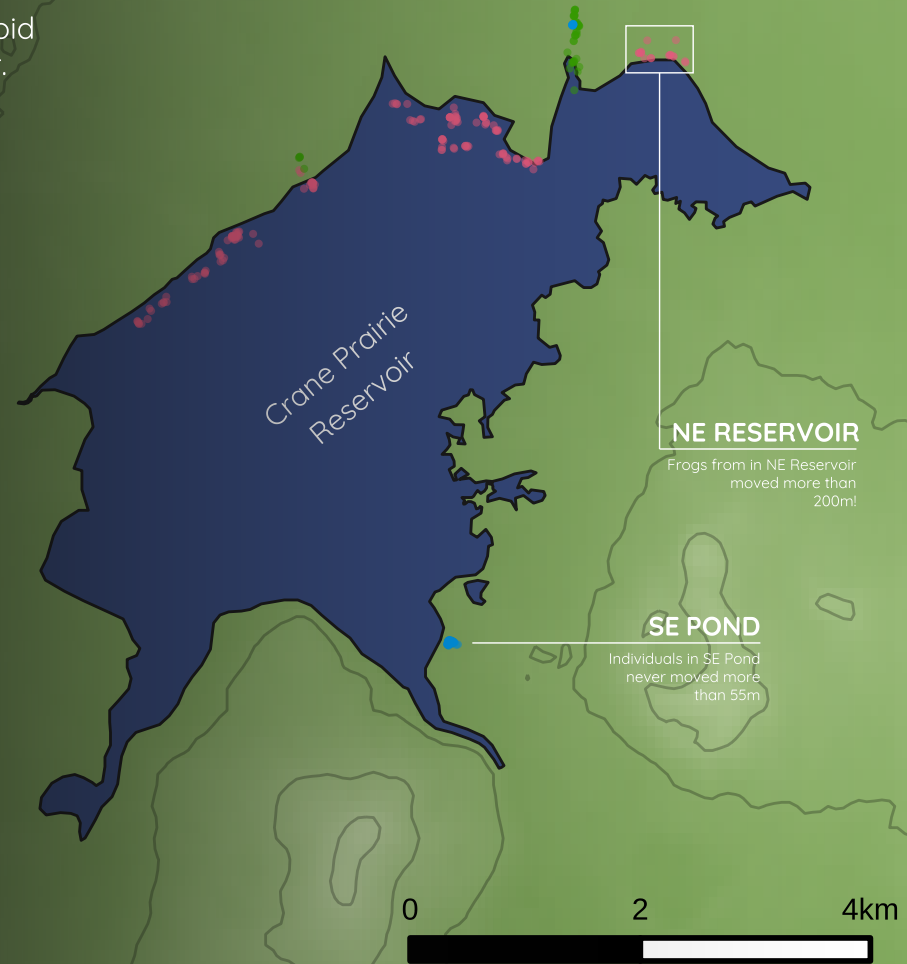 .
Crane Prairie
Reservoir
NE RESERVOIR
Frogs from in NE Reservoir
moved more than
200m!
SE POND
Individuals in SE Pond
never moved more
than 55m
0 2 4km